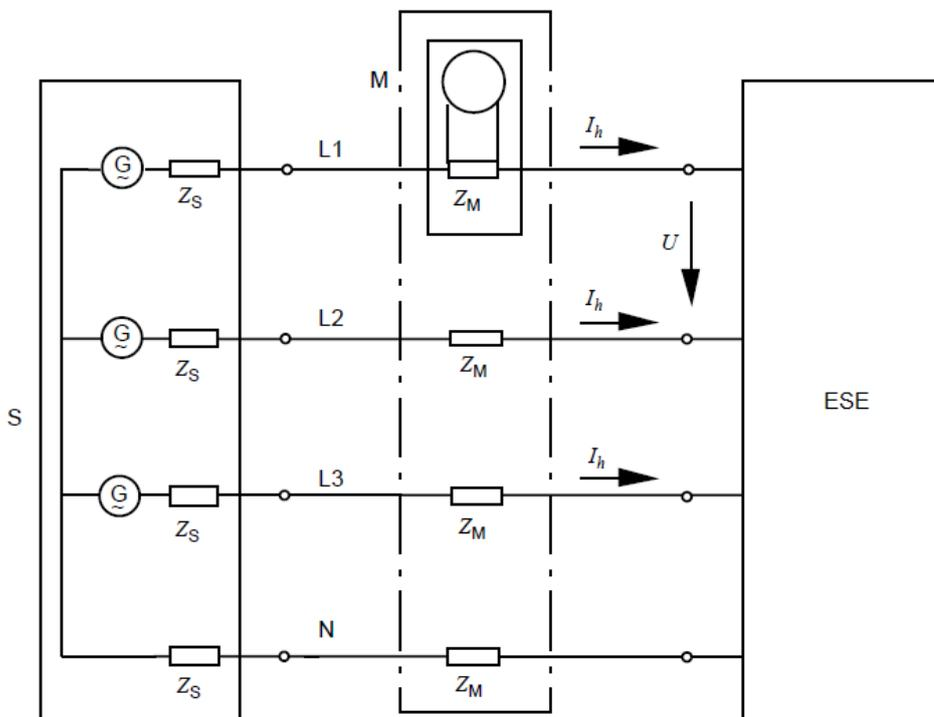 M
G
~
Z_S
L1
Z_M
I_h
U
G
~
Z_S
L2
Z_M
I_h
S
ESE
G
~
Z_S
L3
Z_M
I_h
Z_S
N
Z_M